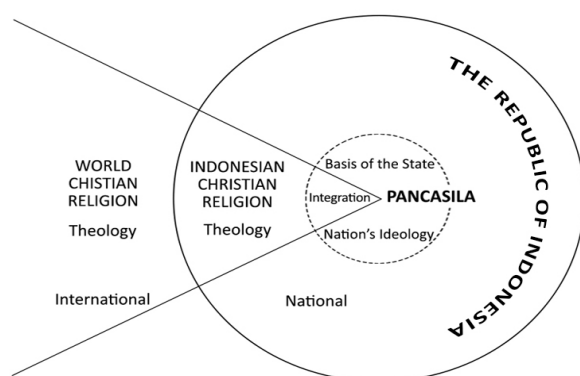 THE REPUBLIC OF INDONESIA
WORLD
CHISTIAN
RELIGION
Theology
International
INDONESIAN
CHRISTIAN
RELIGION
Theology
National
Basis of the State
Integration
PANCASILA
Nation's Ideology